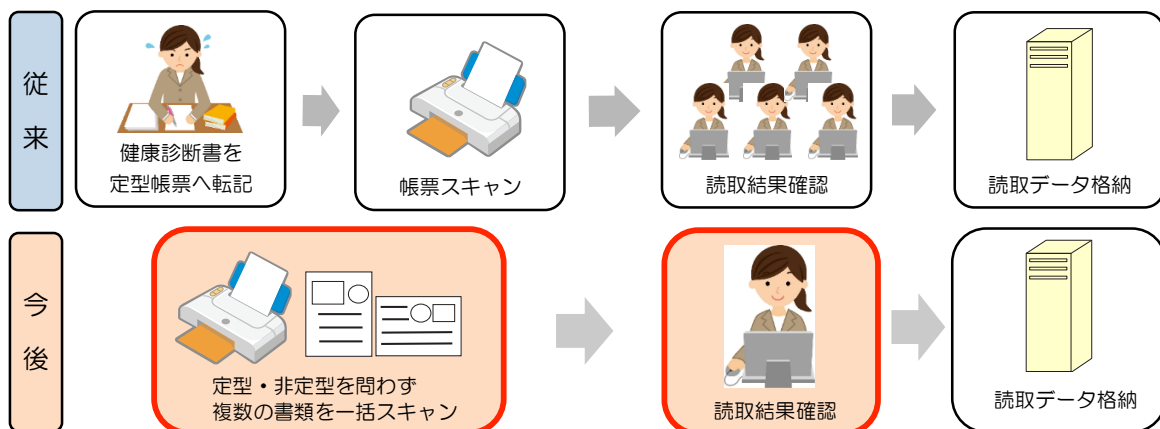 従来
健康診断書を
定型帳票へ転記
帳票スキャン
読取結果確認
読取データ格納
今後
定型・非定型を問わず
複数の書類を一括スキャン
読取結果確認
読取データ格納